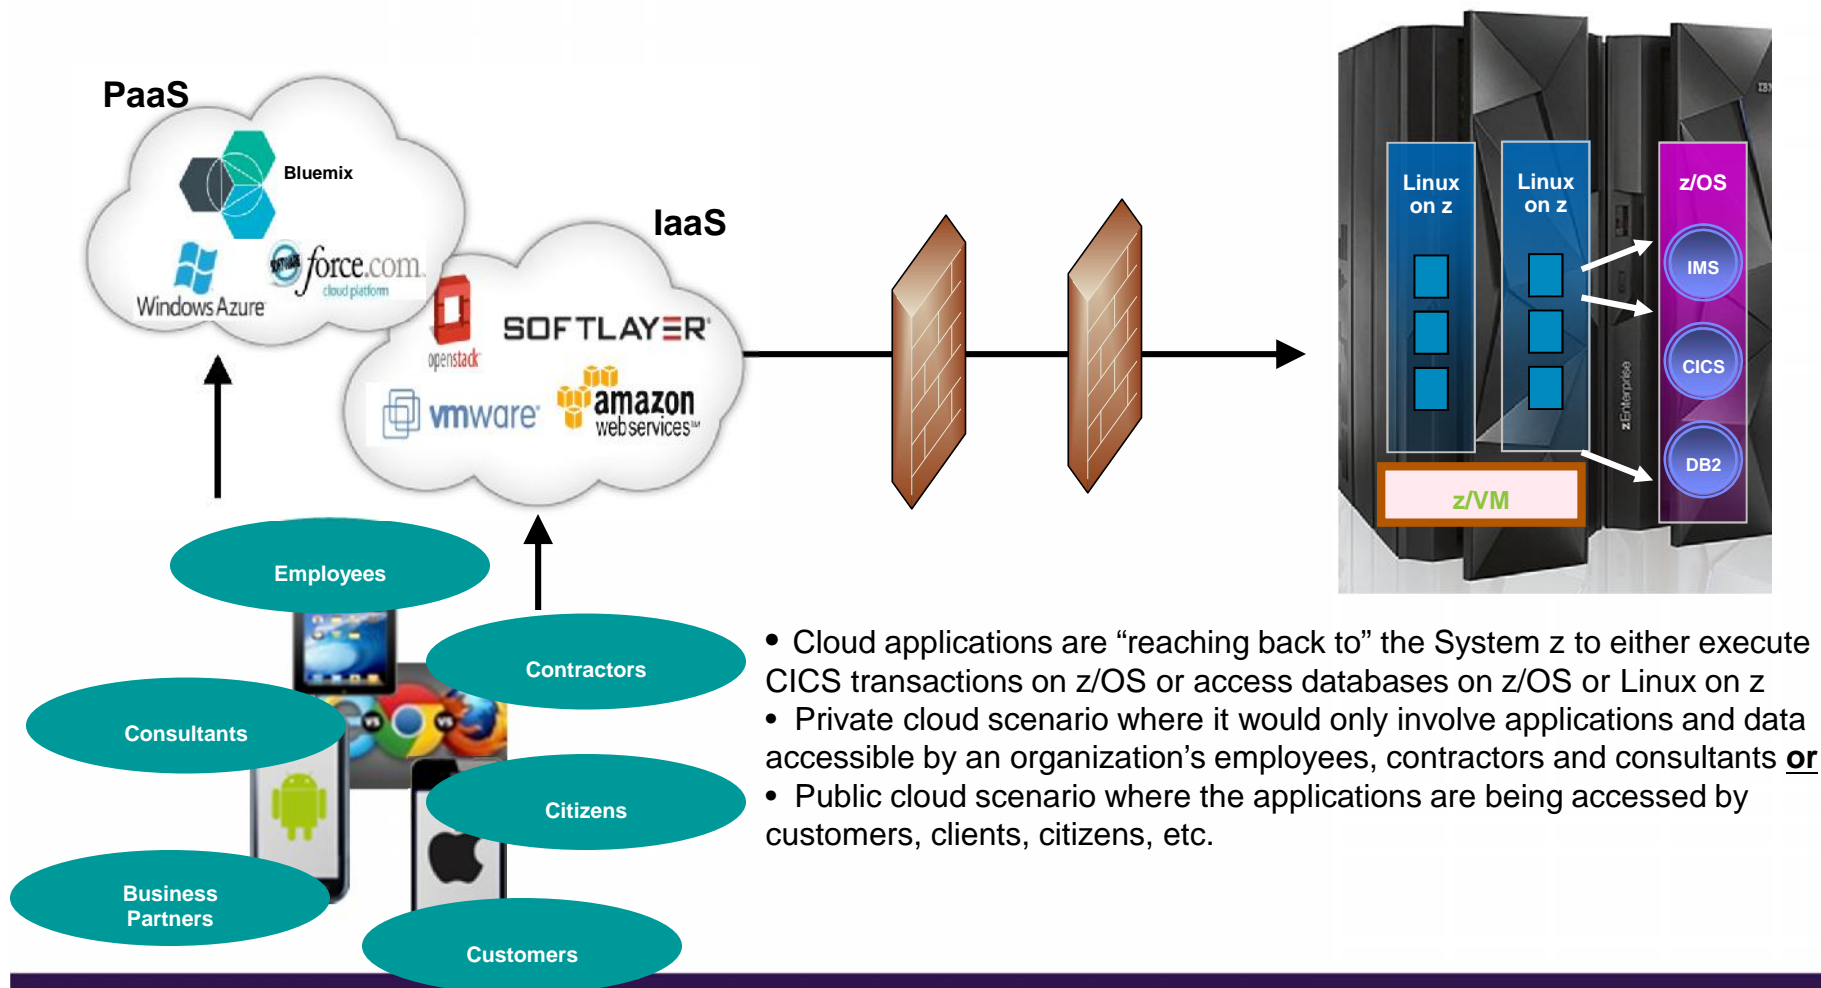 PaaS
Bluemix
Windows Azure
force.com
cloud platform
IaaS
openstack
SOFTLAYER
vmware
amazon
webservices
Linux
on z
Linux
on z
z/OS
IMS
CICS
DB2
zEnterprise
z/VM
IBM
Employees
Contractors
Consultants
VS
VS
Citizens
Business
Partners
Customers
• Cloud applications are “reaching back to” the System z to either execute
CICS transactions on z/OS or access databases on z/OS or Linux on z
• Private cloud scenario where it would only involve applications and data
accessible by an organization’s employees, contractors and consultants or
• Public cloud scenario where the applications are being accessed by
customers, clients, citizens, etc.